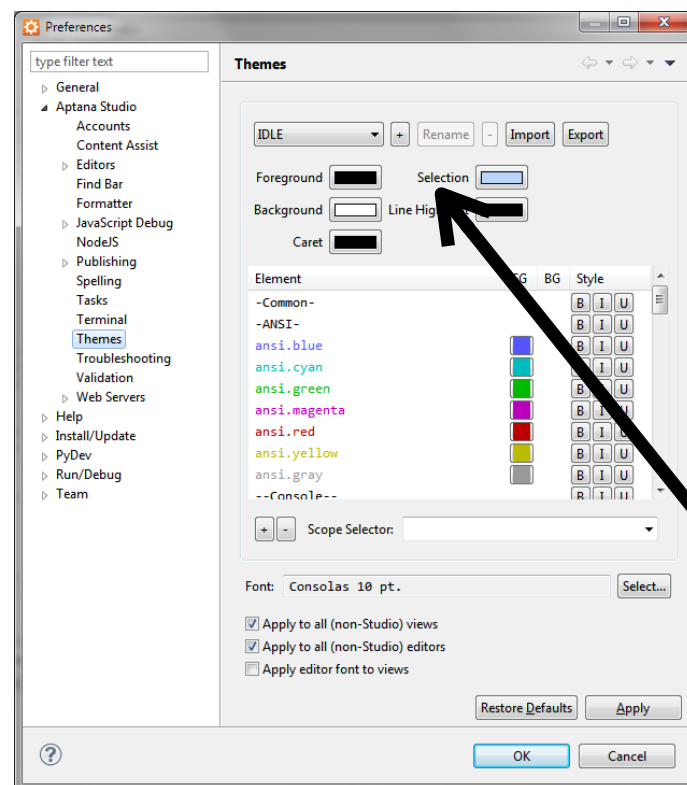 Preferences
type filter text
General
Aptana Studio
Accounts
Content Assist
Editors
Find Bar
Formatter
JavaScript Debug
NodeJS
Publishing
Spelling
Tasks
Terminal
Themes
Troubleshooting
Validation
Web Servers
Help
Install/Update
PyDev
Run/Debug
Team
Themes
IDLE + Rename - Import Export
Foreground Selection
Background Line
Caret
Element BG Style
-Common- B I U
-ANSI- B I U
ansi.blue B I U
ansi.cyan I U
ansi.green B U
ansi.magenta B I U
ansi.red B I U
ansi.yellow B I U
ansi.gray B I U
--Console-- B I U
+ - Scope Selector:
Font: Consolas 10 pt. Select...
Apply to all (non-Studio) views
Apply to all (non-Studio) editors
Apply editor font to views
Restore Defaults Apply
? OK Cancel